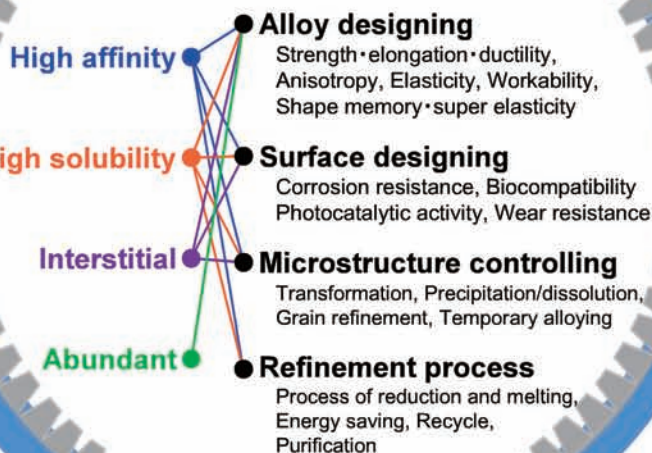 Alloy designing
Strength・elongation・ductility,
Anisotropy, Elasticity, Workability,
Shape memory・super elasticity
High affinity
Surface designing
Corrosion resistance, Biocompatibility
Photocatalytic activity, Wear resistance
igh solubility
Interstitial
Microstructure controlling
Transformation, Precipitation/dissolution,
Grain refinement, Temporary alloying
Abundant
Refinement process
Process of reduction and melting,
Energy saving, Recycle,
Purification